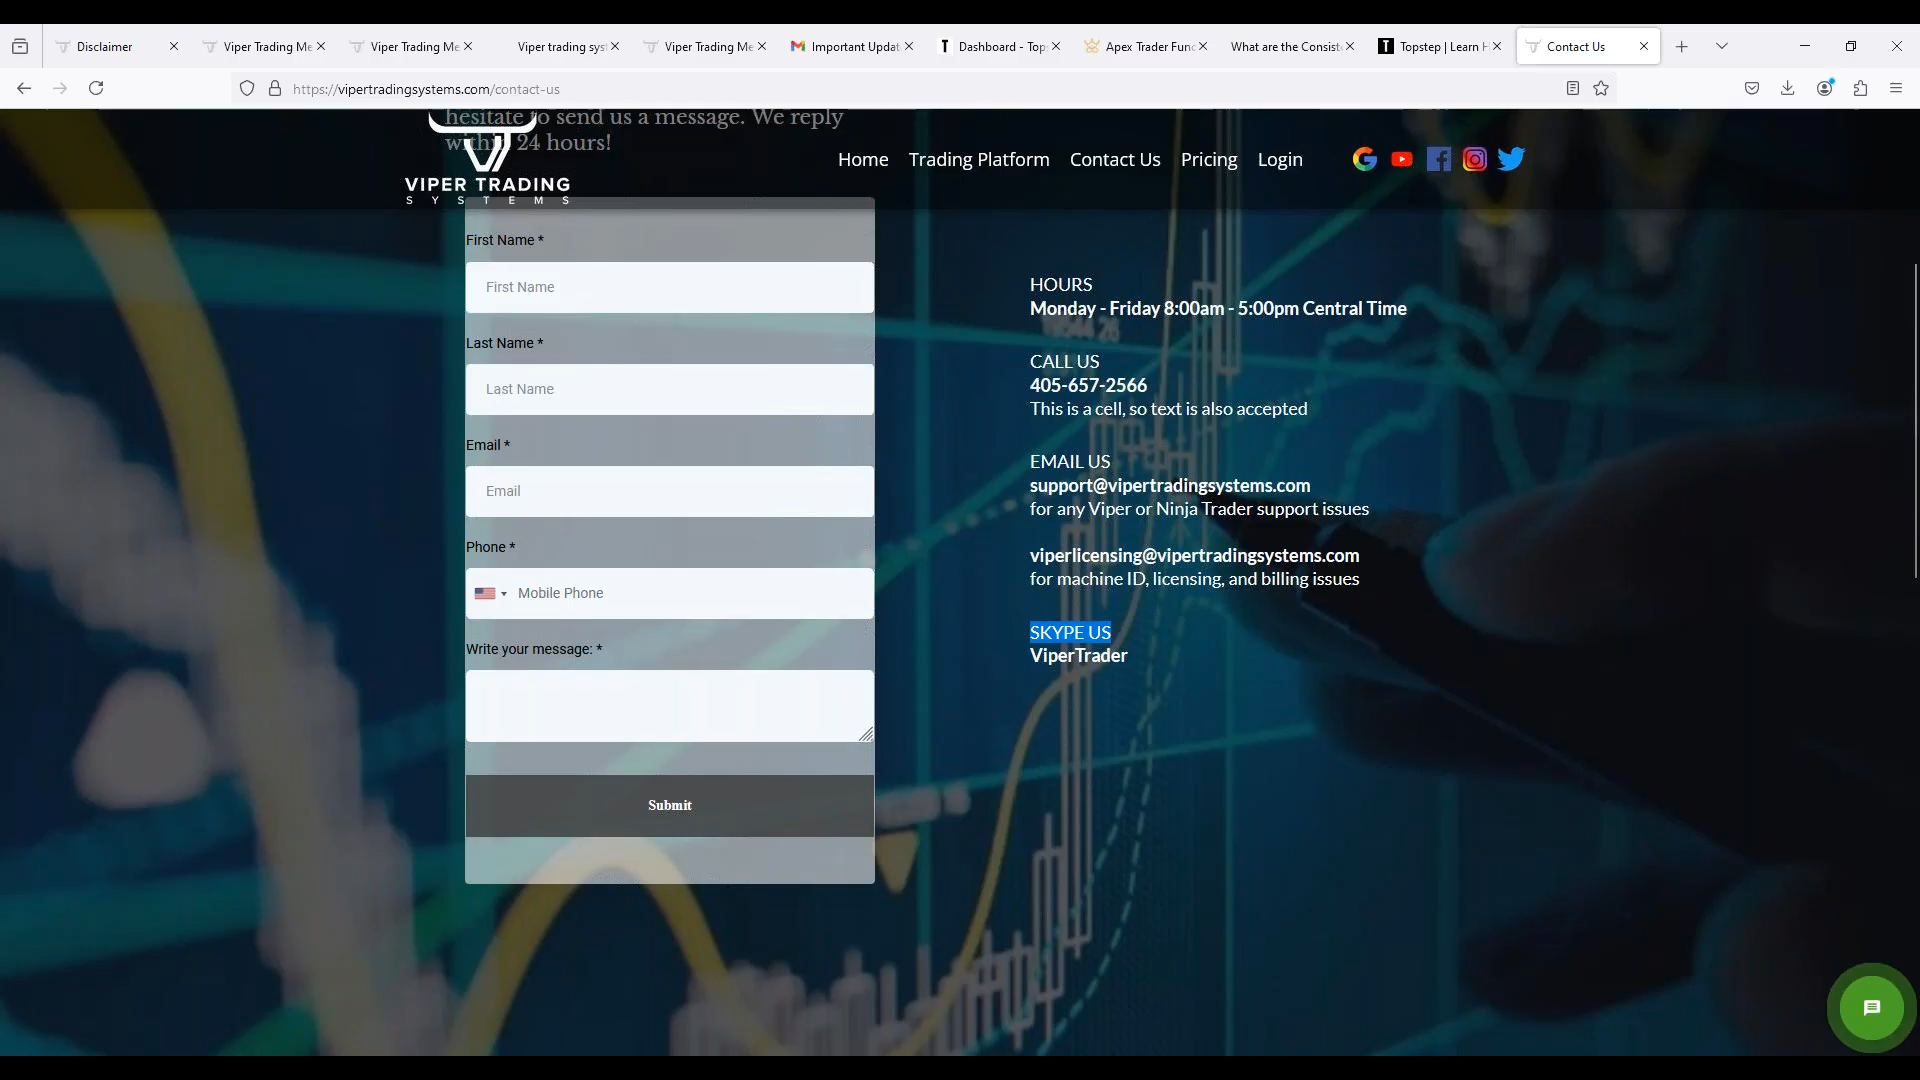 Disclaimer
Viper Trading Me
Viper Trading Me
Viper trading sys
Viper Trading Me
Important Updat
Dashboard - Tops
Apex Trader Fun
What are the Consist
Topstep | Learn H
Contact Us
https://vipertradingsystems.com/contact-us
hesitate to send us a message. We reply
within 24 hours!
VIPER TRADING
SYSTEMS
Home
Trading Platform
Contact Us
Pricing
Login
First Name *
First Name
Last Name *
Last Name
Email *
Email
Phone *
Mobile Phone
Write your message: *
Submit
HOURS
Monday - Friday 8:00am - 5:00pm Central Time
CALL US
405-657-2566
This is a cell, so text is also accepted
EMAIL US
support@vipertradingsystems.com
for any Viper or Ninja Trader support issues
viperlicensing@vipertradingsystems.com
for machine ID, licensing, and billing issues
SKYPE US
ViperTrader